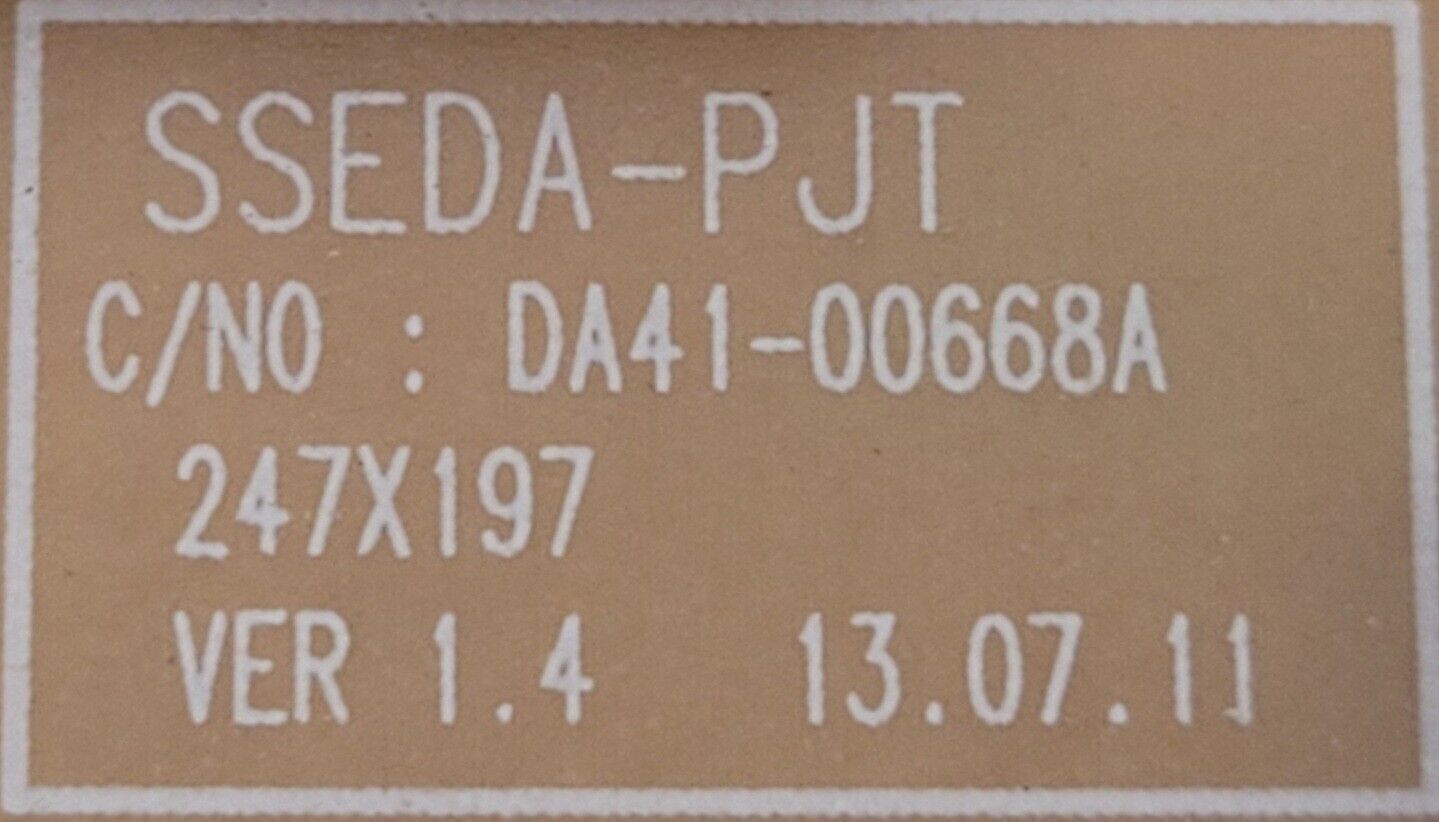 SSEDA-PJT
C/NO : DA41-00668A
247X197
VER 1.4 13.07.11